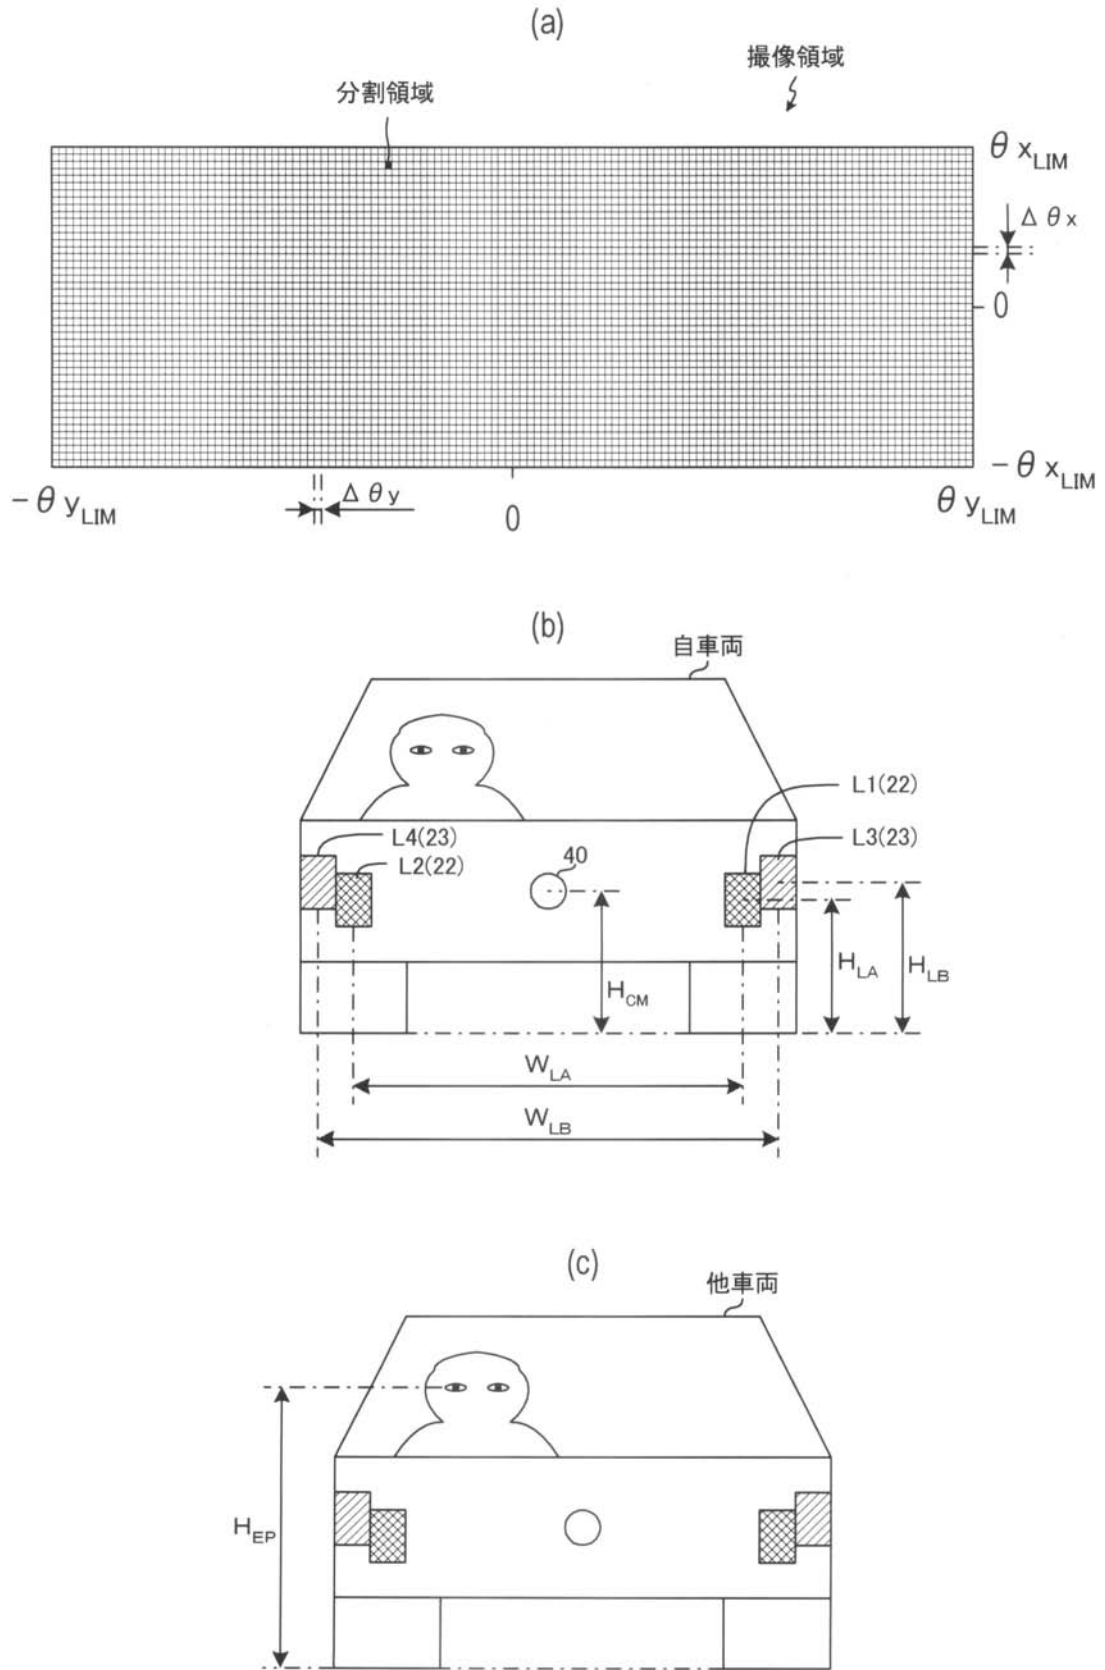 (a)
撮像領域
分割領域
θ x_LIM
Δ θ x
0
-θ x_LIM
-θ y_LIM
Δ θ y
0
θ y_LIM
(b)
自車両
L1(22)
L4(23)
L3(23)
L2(22)
40
H_LA
H_LB
H_CM
W_LA
W_LB
(c)
他車両
H_EP